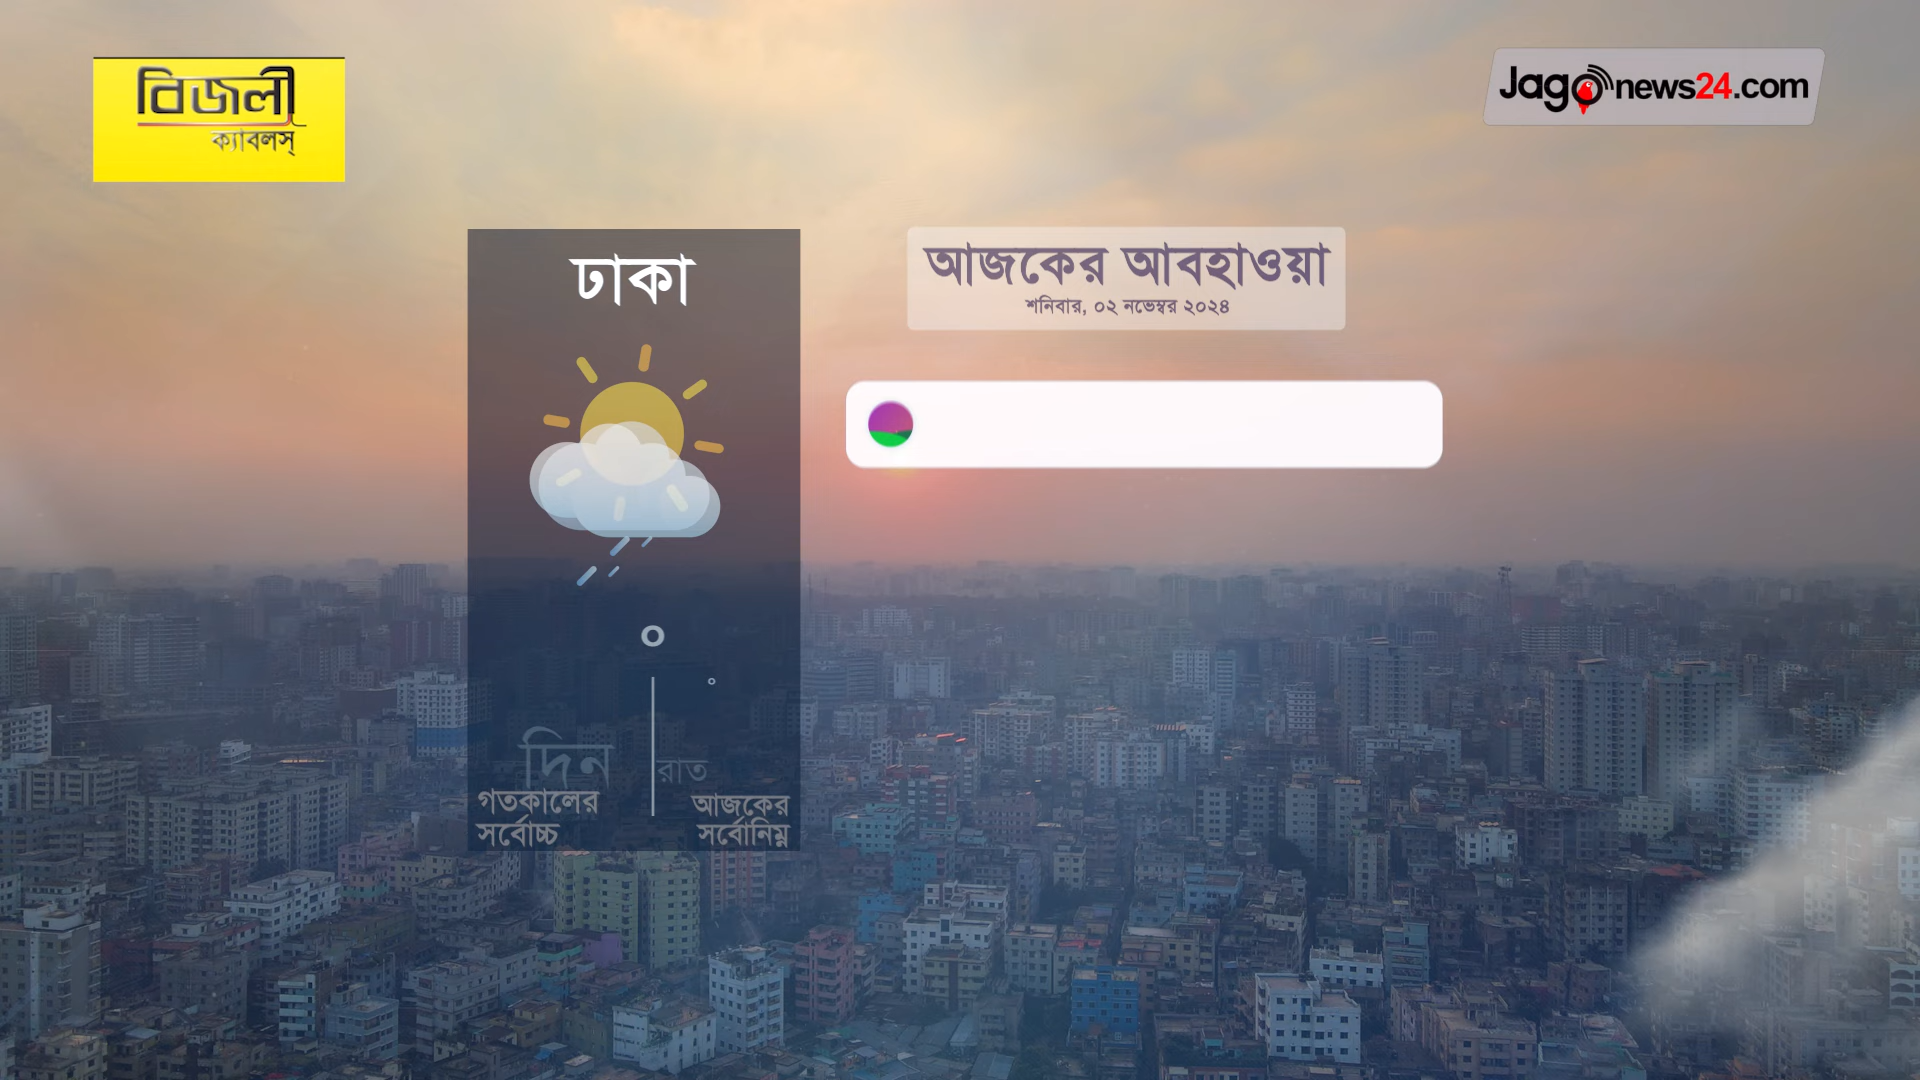 বিজলী
ক্যাবলস্
Jagonews24.com
ঢাকা
আজকের আবহাওয়া
শনিবার, ০২ নভেম্বর ২০২৪
দিন
রাত
গতকালের
সর্বোচ্চ
আজকের
সর্বোনিম্ন